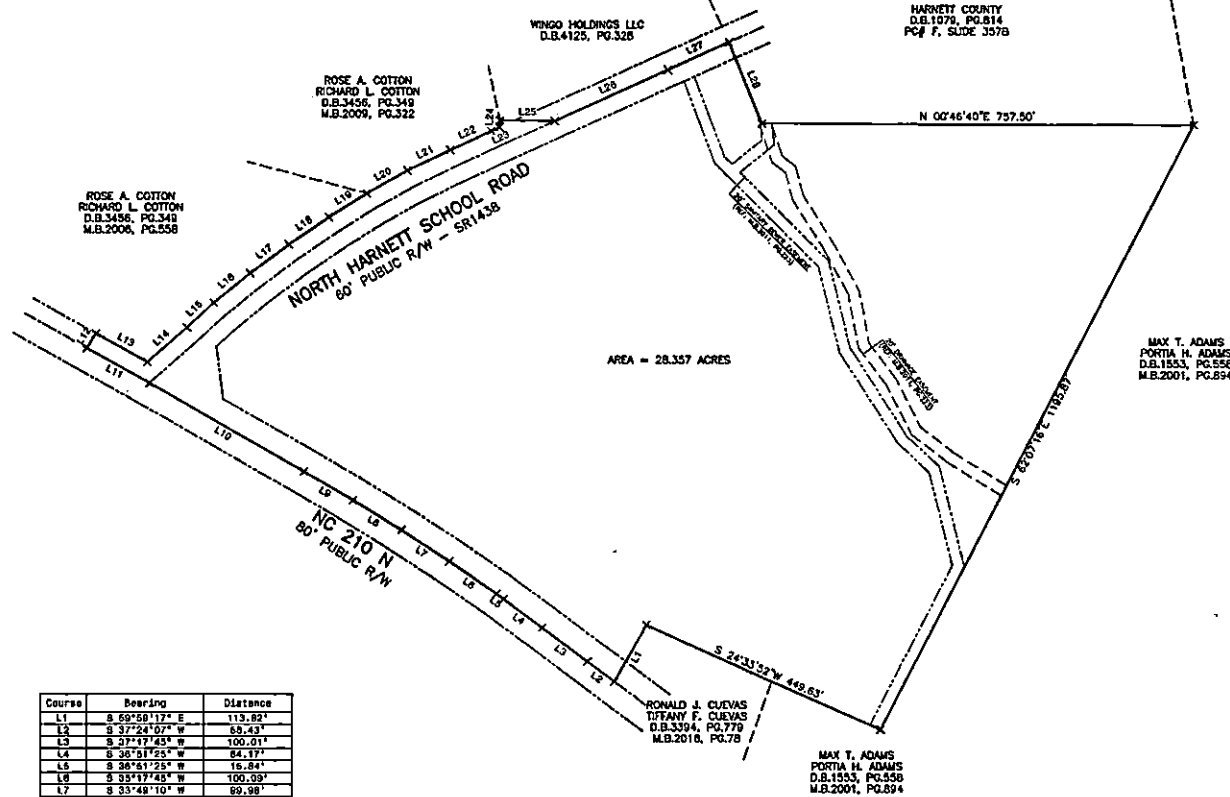 WINGO HOLDINGS LLC
D.B.4125, PG.326
HARNETT COUNTY
D.B.1079, PG.814
PC# F, SLIDE 357B
ROSE A. COTTON
RICHARD L. COTTON
D.B.3456, PG.349
M.B.2009, PG.322
ROSE A. COTTON
RICHARD L. COTTON
D.B.3456, PG.349
M.B.2006, PG.558
L27
L26
L28
L25
L24
L23
L22
L21
L20
L19
L18
L17
L16
L15
L14
L13
L12
L11
N 00°46'40"E 757.50'
NORTH HARNETT SCHOOL ROAD
60' PUBLIC R/W - SR1438
AREA = 28.357 ACRES
MAX T. ADAMS
PORTIA H. ADAMS
D.B.1553, PG.558
M.B.2001, PG.894
S 62°07'16"E 1195.87'
L10
L9
L8
L7
L6
L5
L4
L3
L2
L1
NC 210 N
80' PUBLIC R/W
S 24°33'52"W 449.63'
RONALD J. CUEVAS
TIFFANY F. CUEVAS
D.B.3394, PG.779
M.B.2018, PG.78
MAX T. ADAMS
PORTIA H. ADAMS
D.B.1553, PG.558
M.B.2001, PG.894
Course Bearing Distance
L1 S 59°58'17" E 113.82'
L2 S 37°24'07" W 68.43'
L3 S 37°17'45" W 100.01'
L4 S 36°51'25" W 84.17'
L5 S 36°51'25" W 15.84'
L6 S 35°17'45" W 100.09'
L7 S 33°49'10" W 99.98'